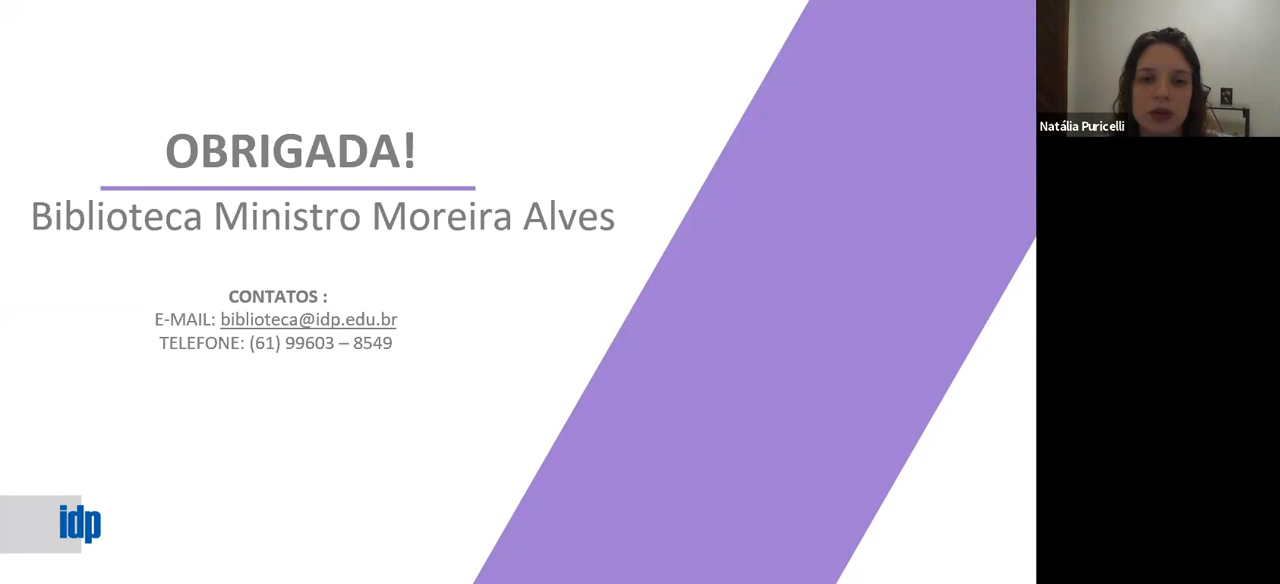 OBRIGADA!
Biblioteca Ministro Moreira Alves
CONTATOS :
E-MAIL: biblioteca@idp.edu.br
TELEFONE: (61) 99603 – 8549
idp
Natália Puricelli